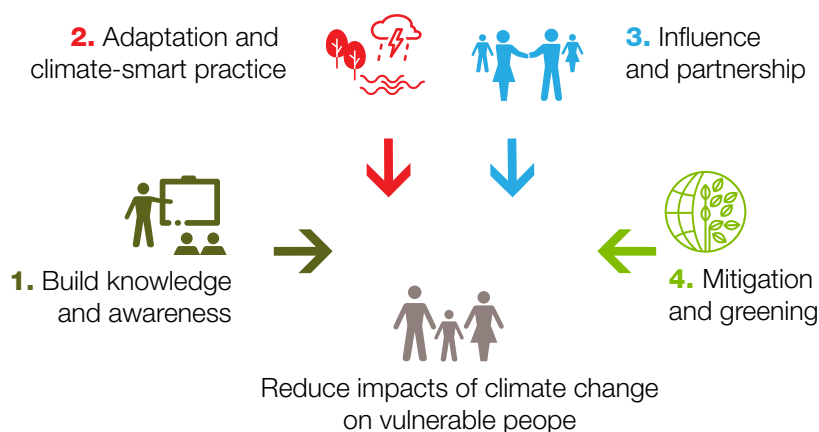 2. Adaptation and
climate-smart practice
3. Influence
and partnership
1. Build knowledge
and awareness
4. Mitigation
and greening
Reduce impacts of climate change
on vulnerable peope